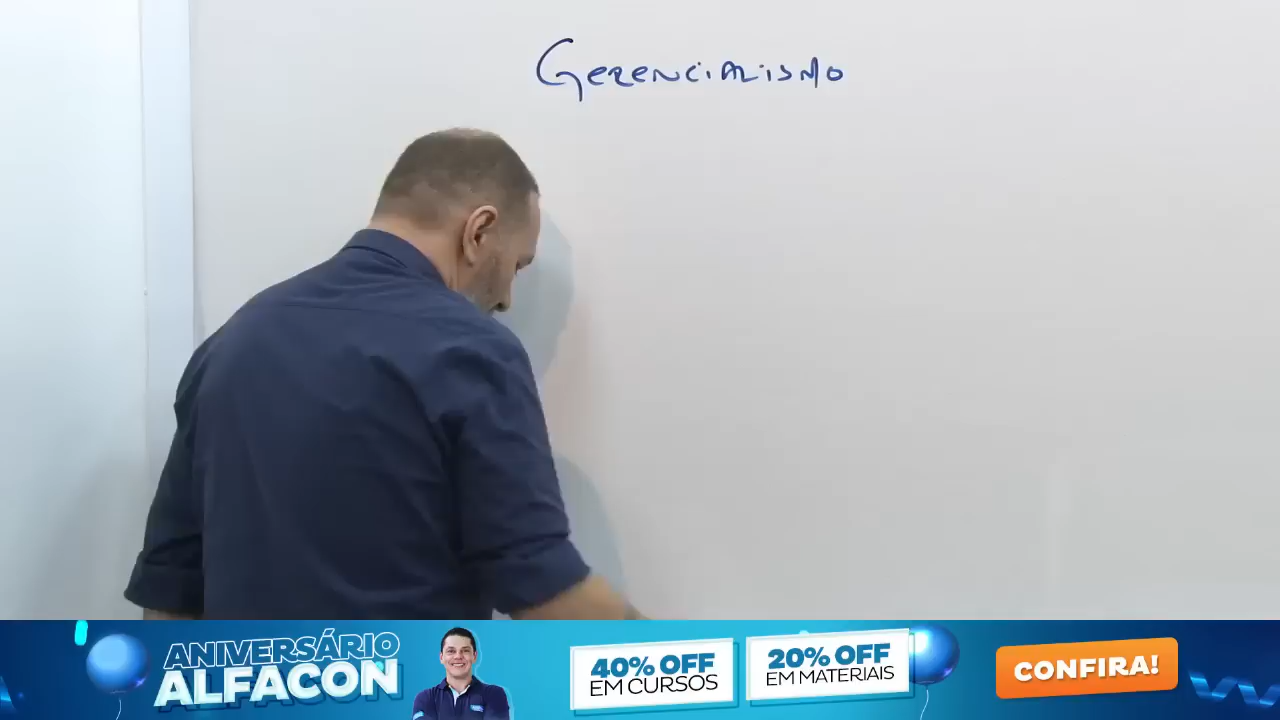 GERENCIALISMO
ANIVERSÁRIO
ALFACON
40% OFF
EM CURSOS
20% OFF
EM MATERIAIS
CONFIRA!